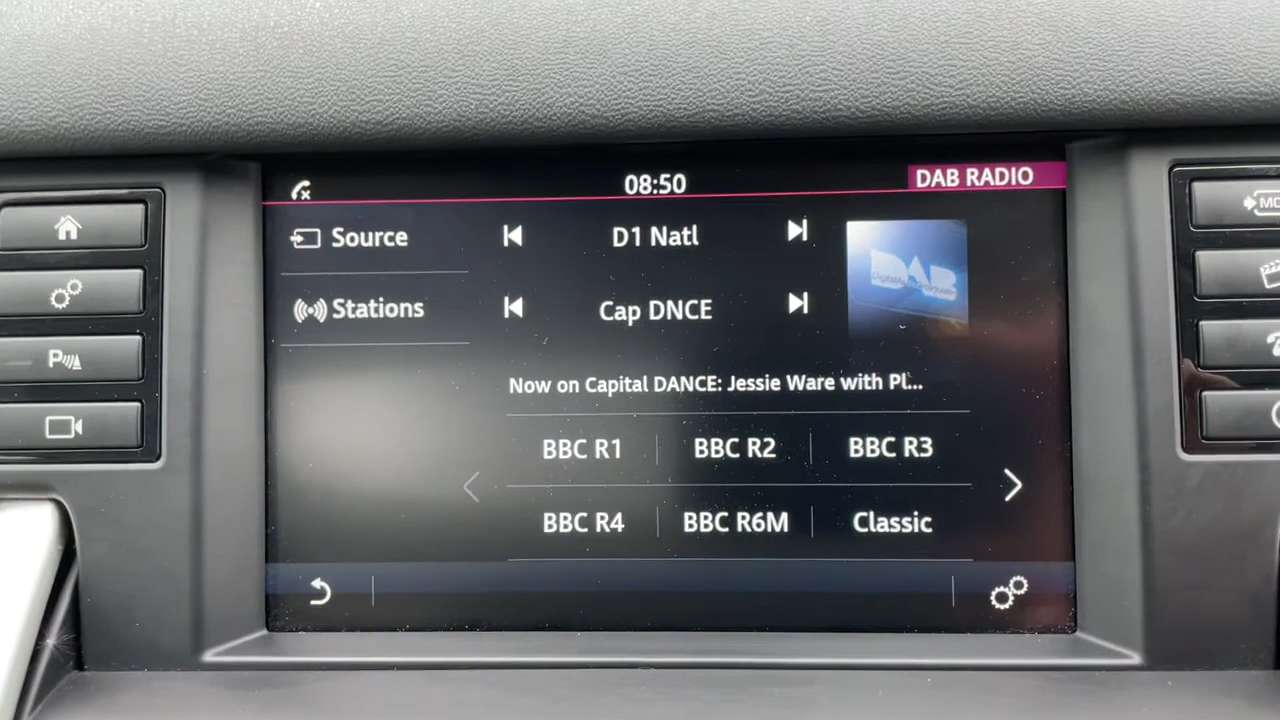 08:50
DAB RADIO
Source
D1 Natl
Stations
Cap DNCE
DAB
Now on Capital DANCE: Jessie Ware with Pl...
BBC R1
BBC R2
BBC R3
BBC R4
BBC R6M
Classic
P